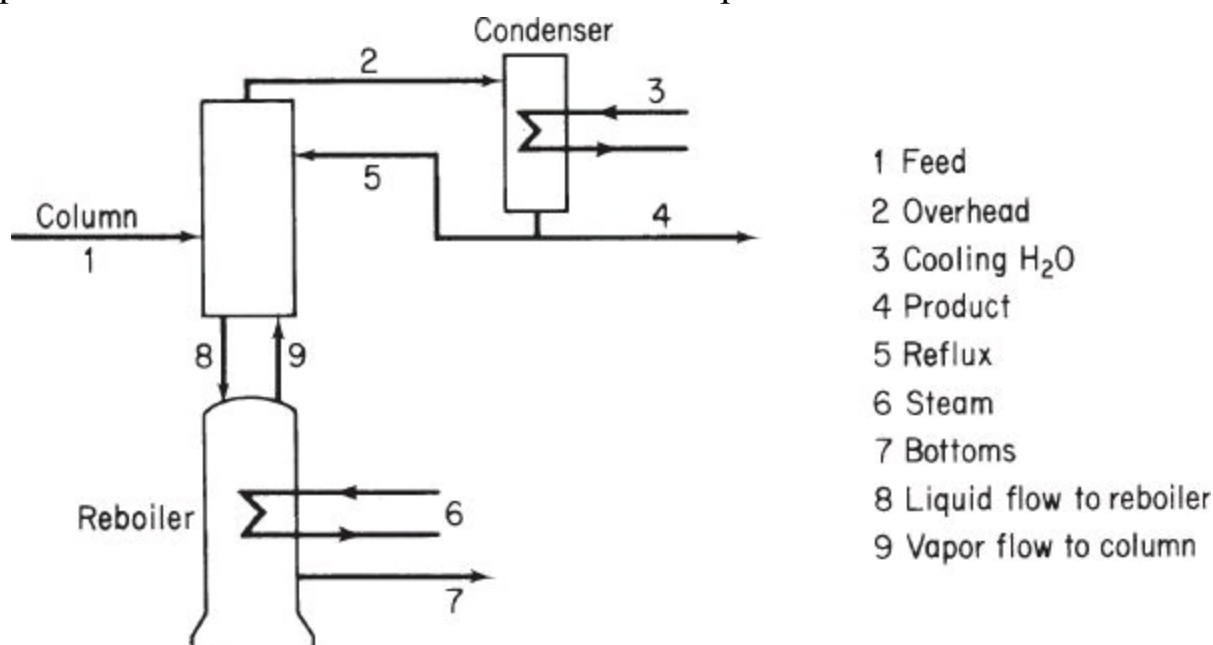 Condenser
2
3
5
Column
1
4
8
9
Reboiler
6
7
1 Feed
2 Overhead
3 Cooling H₂O
4 Product
5 Reflux
6 Steam
7 Bottoms
8 Liquid flow to reboiler
9 Vapor flow to column